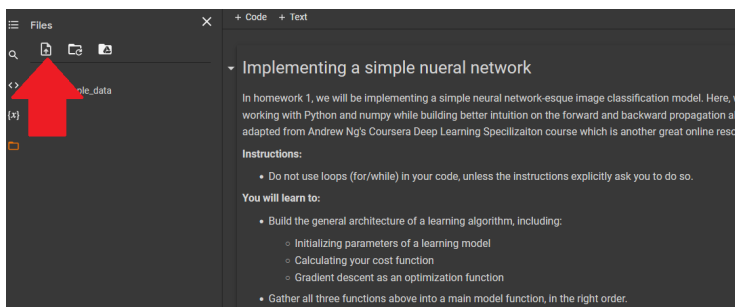 Files
+ Code + Text
Implementing a simple nueral network
In homework 1, we will be implementing a simple neural network-esque image classification model. Here,
working with Python and numpy while building better intuition on the forward and backward propagation
adapted from Andrew Ng's Coursera Deep Learning Specilizaiton course which is another great online
Instructions:
• Do not use loops (for/while) in your code, unless the instructions explicitly ask you to do so.
You will learn to:
• Build the general architecture of a learning algorithm, including:
◦ Initializing parameters of a learning model
◦ Calculating your cost function
◦ Gradient descent as an optimization function
• Gather all three functions above into a main model function, in the right order.
{x}